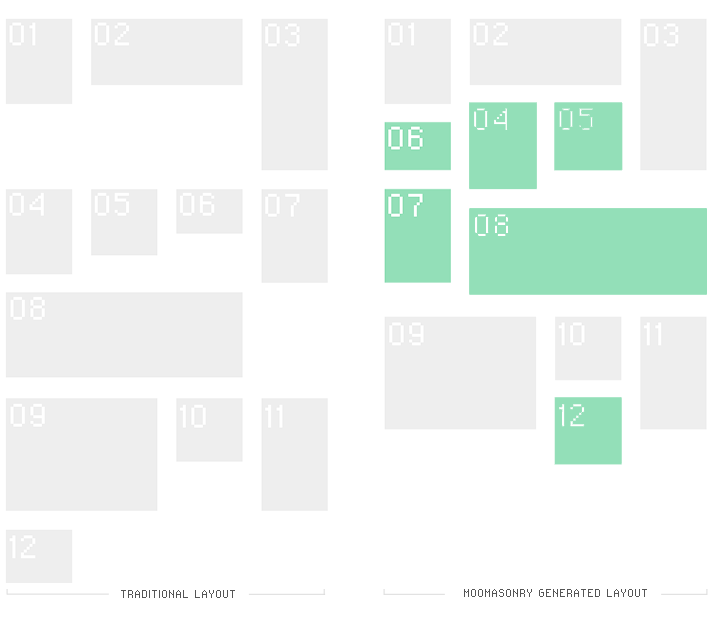 01 02 03
04 05 06 07
08
09 10 11
12
TRADITIONAL LAYOUT
01 02 03
04 05
06
07
08
09 10 11
12
MOOMASONRY GENERATED LAYOUT